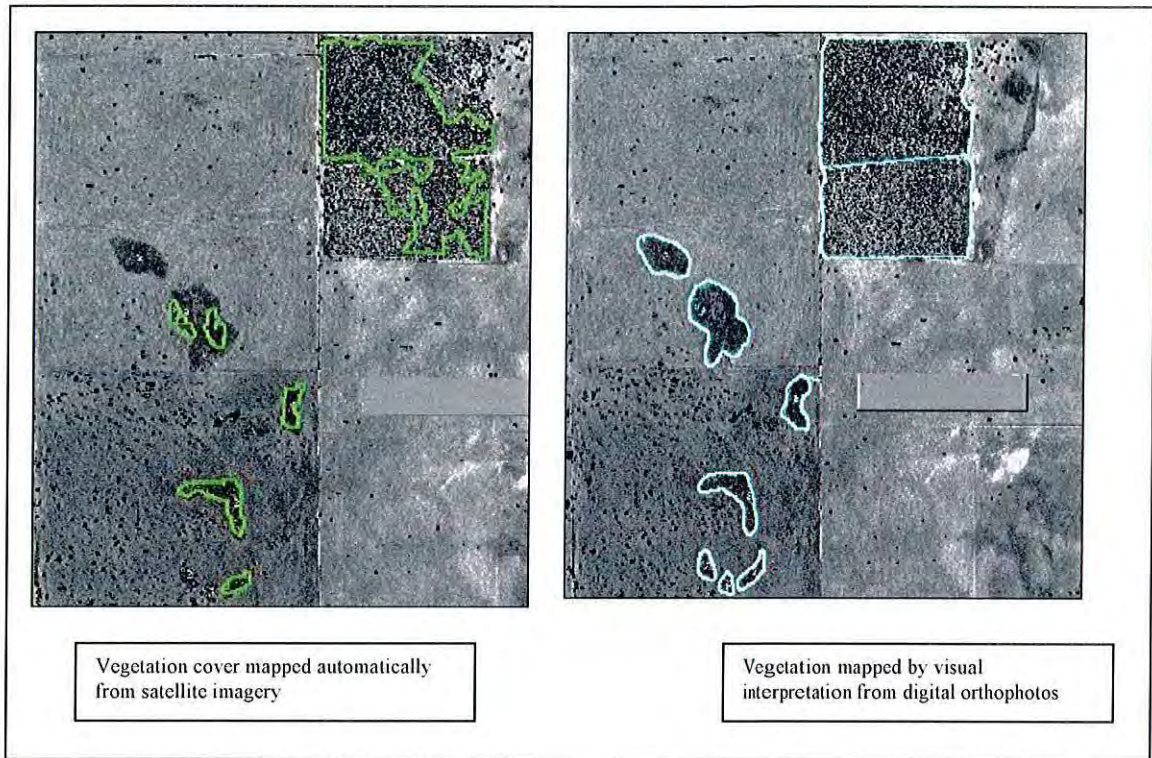 Vegetation cover mapped automatically
from satellite imagery
Vegetation mapped by visual
interpretation from digital orthophotos